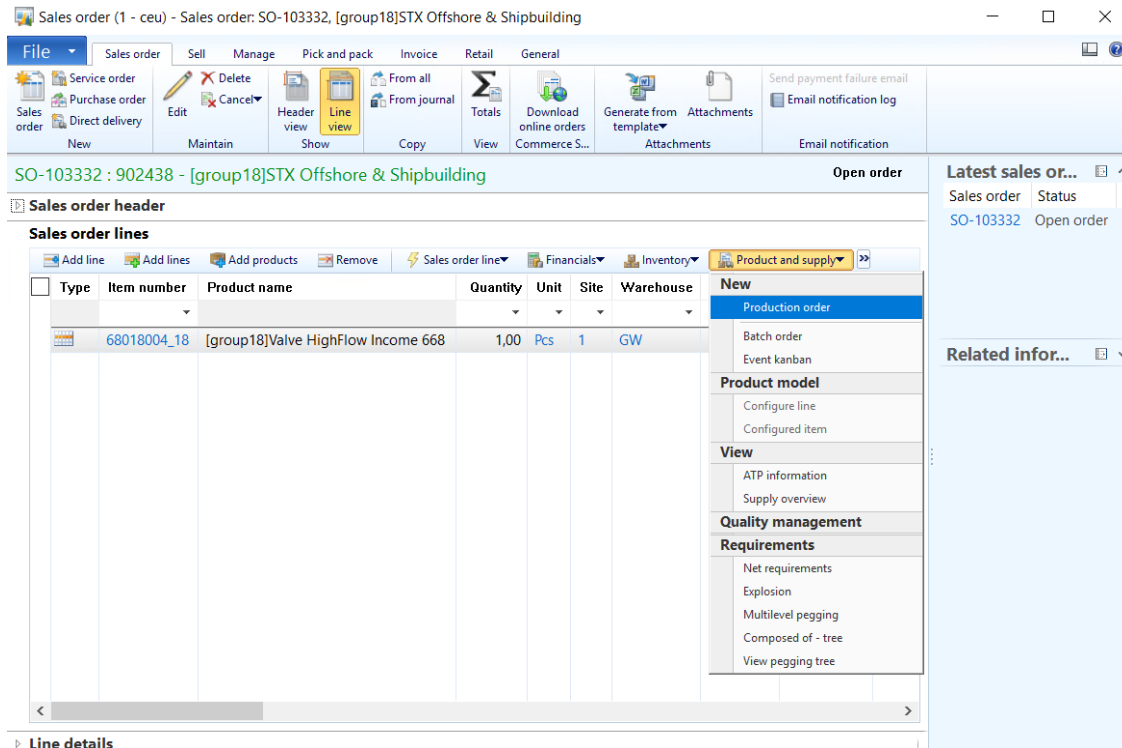 Sales order (1 - ceu) - Sales order: SO-103332, [group18]STX Offshore & Shipbuilding
File Sales order Sell Manage Pick and pack Invoice Retail General
Sales order
Service order
Purchase order
Direct delivery
New
Edit
Delete
Cancel
Maintain
Header view
Line view
Show
From all
From journal
Copy
Totals
View
Download online orders
Commerce S...
Generate from template
Attachments
Attachments
Send payment failure email
Email notification log
Email notification
SO-103332 : 902438 - [group18]STX Offshore & Shipbuilding Open order
Sales order header
Sales order lines
Add line Add lines Add products Remove Sales order line Financials Inventory Product and supply
Type Item number Product name Quantity Unit Site Warehouse
68018004_18 [group18]Valve HighFlow Income 668 1,00 Pcs 1 GW
New
Production order
Batch order
Event kanban
Product model
Configure line
Configured item
View
ATP information
Supply overview
Quality management
Requirements
Net requirements
Explosion
Multilevel pegging
Composed of - tree
View pegging tree
Line details
Latest sales or...
Sales order Status
SO-103332 Open order
Related infor...